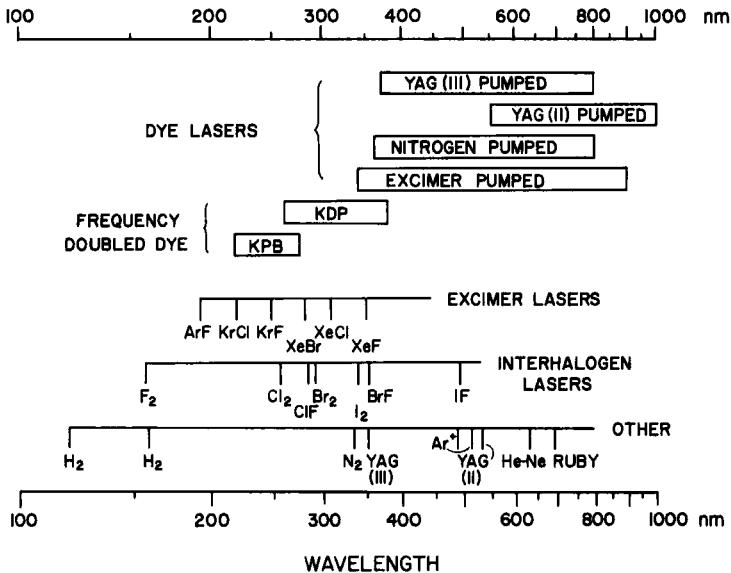 100 200 300 400 600 800 1000 nm
YAG (III) PUMPED
YAG (II) PUMPED
DYE LASERS
NITROGEN PUMPED
EXCIMER PUMPED
KDP
FREQUENCY
DOUBLED DYE
KPB
EXCIMER LASERS
ArF KrCl KrF XeCl
XeBr XeF
INTERHALOGEN
LASERS
F2 Cl2 Br2 BrF IF
ClF I2
OTHER
Ar+
H2 H2 N2 YAG YAG He-Ne RUBY
(III) (II)
100 200 300 400 600 800 1000 nm
WAVELENGTH